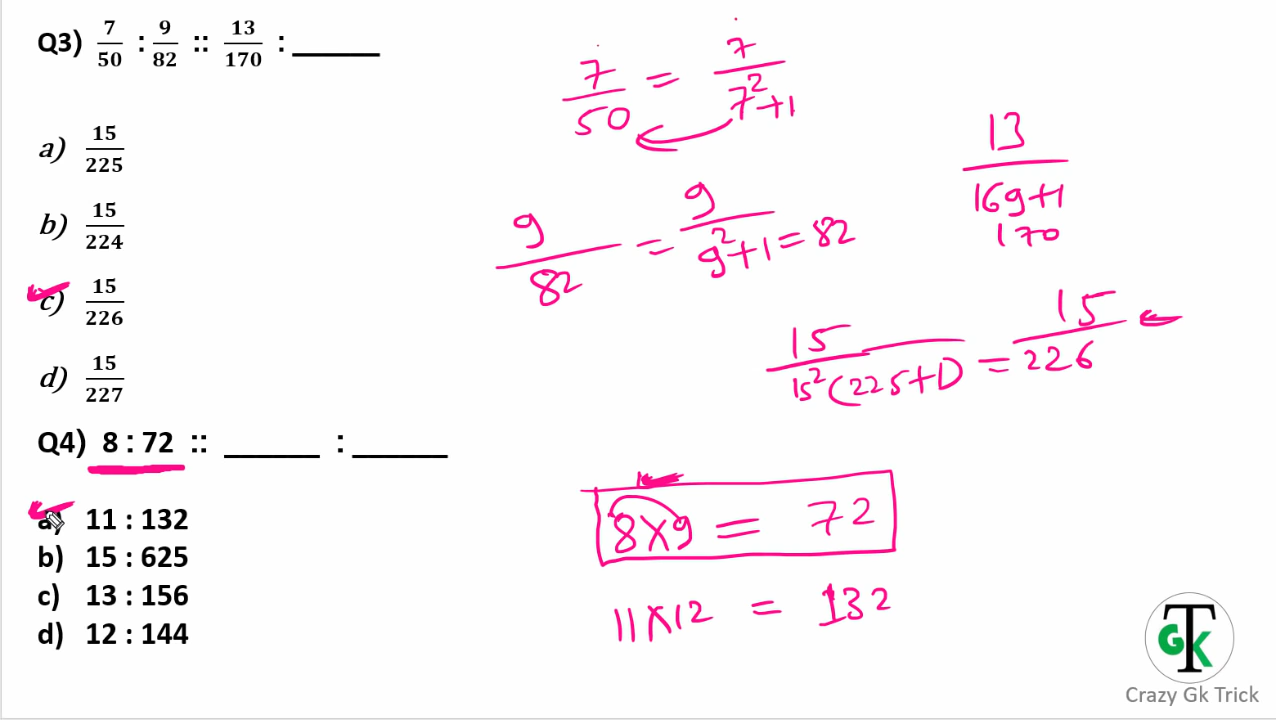 Q3) 7/50 : 9/82 :: 13/170 : ______
a) 15/225
b) 15/224
c) 15/226
d) 15/227
7/50 = 7/7²+1
9/82 = 9/9²+1 = 82
13/169+1
170
15/15²(225+1) = 15/226
Q4) 8 : 72 :: ______ : ______
a) 11 : 132
b) 15 : 625
c) 13 : 156
d) 12 : 144
8×9 = 72
11×12 = 132
GTK
Crazy Gk Trick